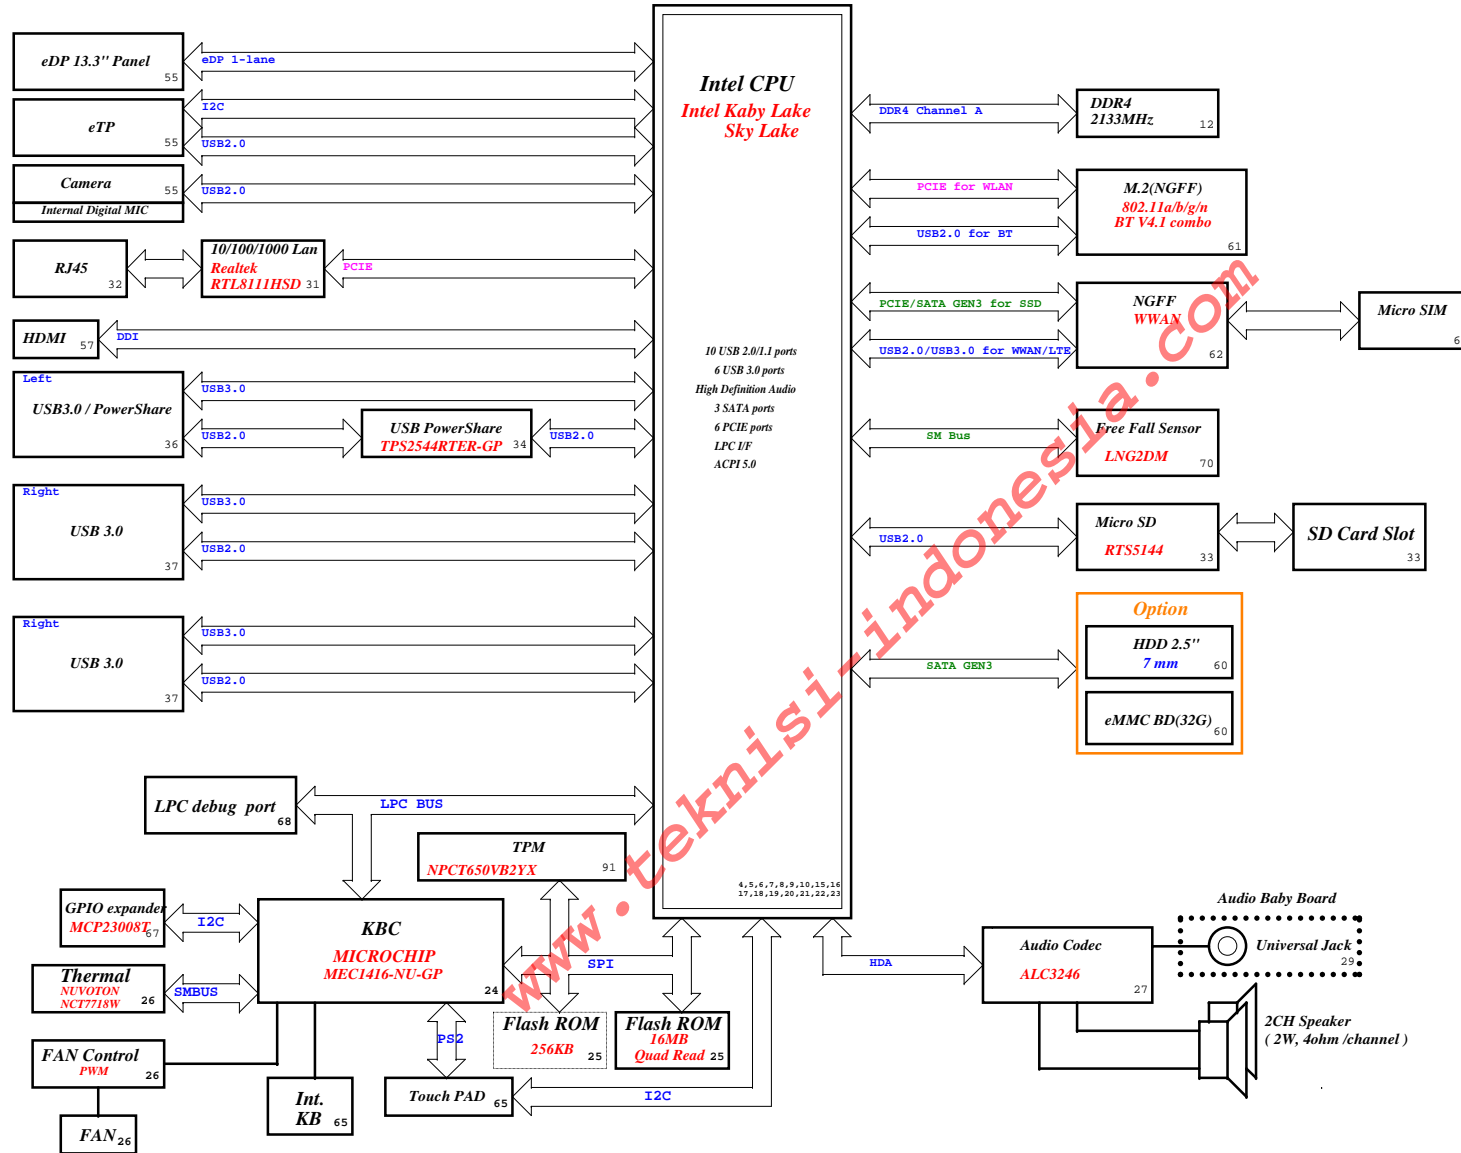 eDP 13.3" Panel
55
eDP 1-lane
eTP
55
I2C
USB2.0
Camera
55
Internal Digital MIC
USB2.0
RJ45
32
10/100/1000 Lan
Realtek
RTL8111HSD
31
PCIE
HDMI
57
DDI
Left
USB3.0 / PowerShare
36
USB3.0
USB2.0
USB PowerShare
TPS2544RTER-GP
34
USB2.0
Right
USB 3.0
37
USB3.0
USB2.0
Right
USB 3.0
37
USB3.0
USB2.0
Intel CPU
Intel Kaby Lake
Sky Lake
10 USB 2.0/1.1 ports
6 USB 3.0 ports
High Definition Audio
3 SATA ports
6 PCIE ports
LPC I/F
ACPI 5.0
4,5,6,7,8,9,10,15,16
17,18,19,20,21,22,23
DDR4 Channel A
DDR4
2133MHz
12
PCIE for WLAN
USB2.0 for BT
M.2(NGFF)
802.11a/b/g/n
BT V4.1 combo
61
PCIE/SATA GEN3 for SSD
USB2.0/USB3.0 for WWAN/LTE
NGFF
WWAN
62
Micro SIM
6
SM Bus
Free Fall Sensor
LNG2DM
70
USB2.0
Micro SD
RTS5144
33
SD Card Slot
33
Option
SATA GEN3
HDD 2.5"
7 mm
60
eMMC BD(32G)
60
LPC debug port
68
LPC BUS
TPM
NPCT650VB2YX
91
GPIO expander
MCP23008T
67
I2C
KBC
MICROCHIP
MEC1416-NU-GP
24
SPI
Thermal
NUVOTON
NCT7718W
26
SMBUS
Flash ROM
256KB
25
Flash ROM
16MB
Quad Read
25
FAN Control
PWM
26
PS2
Int.
KB
65
Touch PAD
65
I2C
FAN
26
HDA
Audio Codec
ALC3246
27
Audio Baby Board
Universal Jack
29
2CH Speaker
( 2W, 4ohm /channel )
www.teknisi-indonesia.com